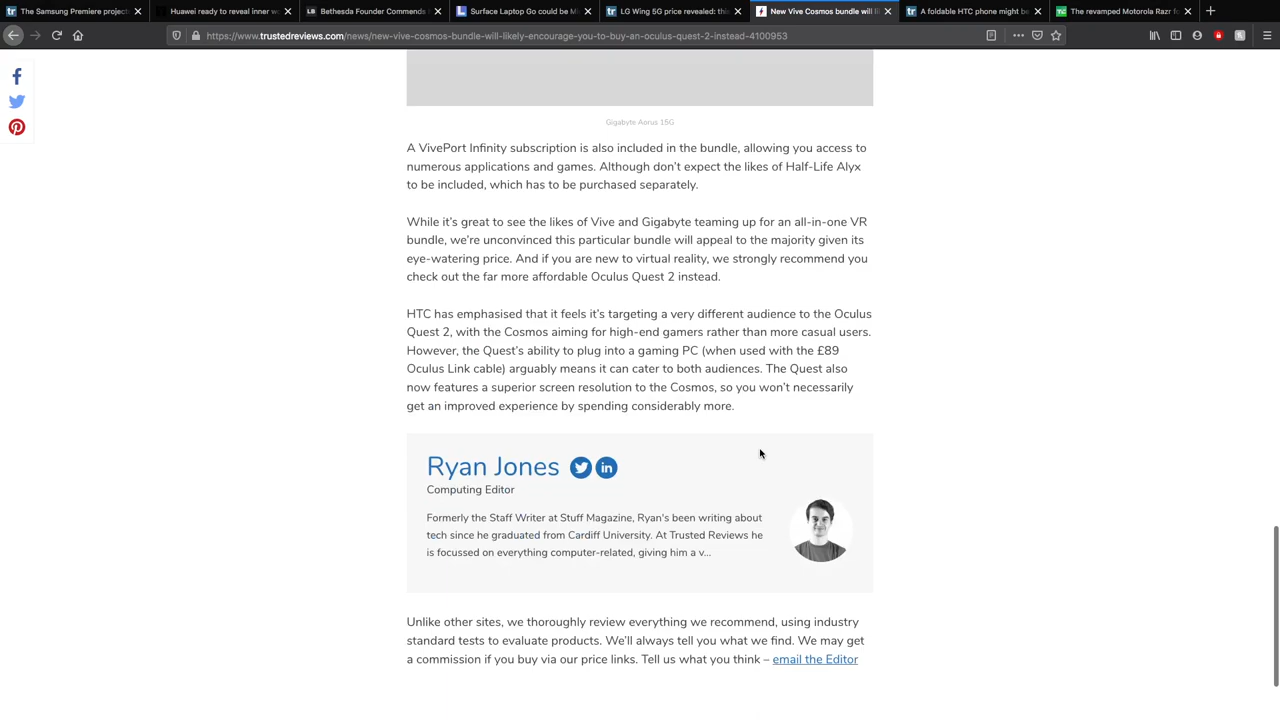 The Samsung Premiere project
Huawei ready to reveal inner w
Bethesda Founder Commends
Surface Laptop Go could be Mi
LG Wing 5G price revealed: thi
New Vive Cosmos bundle will li
A foldable HTC phone might be
The revamped Motorola Razr fo
https://www.trustedreviews.com/news/new-vive-cosmos-bundle-will-likely-encourage-you-to-buy-an-oculus-quest-2-instead-4100953
Gigabyte Aorus 15G
A VivePort Infinity subscription is also included in the bundle, allowing you access to
numerous applications and games. Although don’t expect the likes of Half-Life Alyx
to be included, which has to be purchased separately.
While it’s great to see the likes of Vive and Gigabyte teaming up for an all-in-one VR
bundle, we’re unconvinced this particular bundle will appeal to the majority given its
eye-watering price. And if you are new to virtual reality, we strongly recommend you
check out the far more affordable Oculus Quest 2 instead.
HTC has emphasised that it feels it’s targeting a very different audience to the Oculus
Quest 2, with the Cosmos aiming for high-end gamers rather than more casual users.
However, the Quest’s ability to plug into a gaming PC (when used with the £89
Oculus Link cable) arguably means it can cater to both audiences. The Quest also
now features a superior screen resolution to the Cosmos, so you won’t necessarily
get an improved experience by spending considerably more.
Ryan Jones
Computing Editor
Formerly the Staff Writer at Stuff Magazine, Ryan's been writing about
tech since he graduated from Cardiff University. At Trusted Reviews he
is focussed on everything computer-related, giving him a v...
Unlike other sites, we thoroughly review everything we recommend, using industry
standard tests to evaluate products. We’ll always tell you what we find. We may get
a commission if you buy via our price links. Tell us what you think – email the Editor